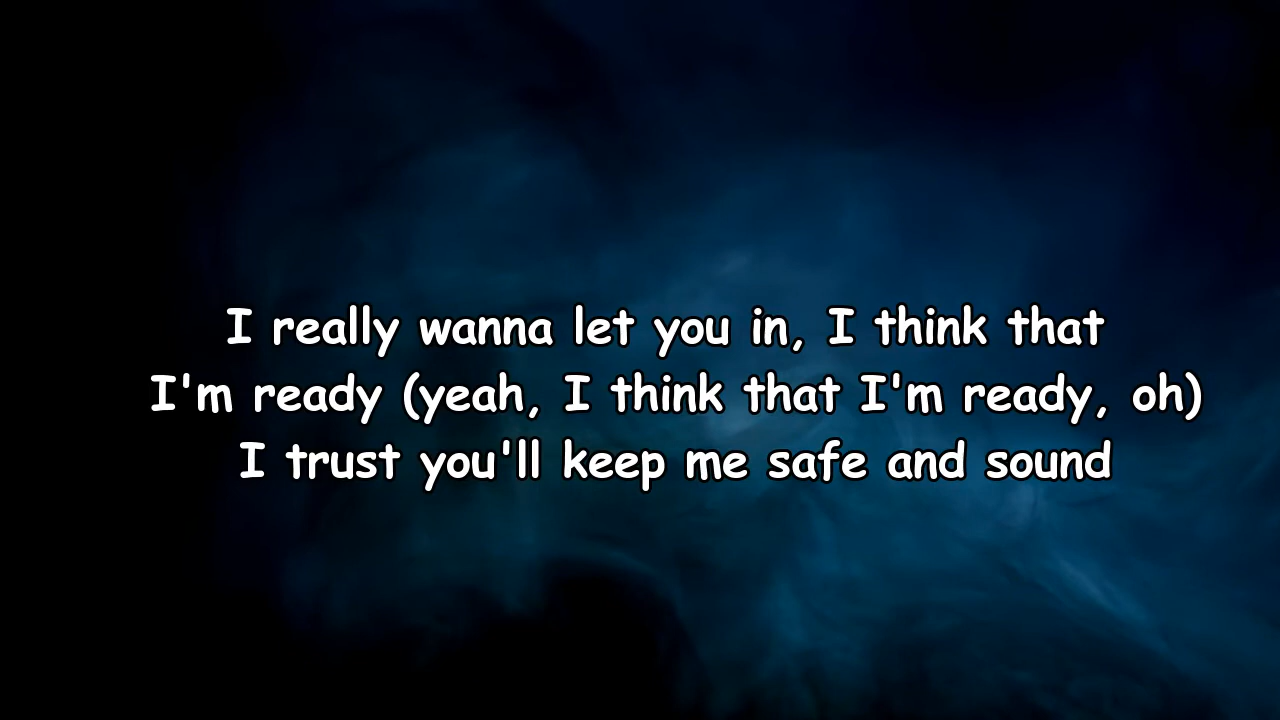 I really wanna let you in, I think that
I'm ready (yeah, I think that I'm ready, oh)
I trust you'll keep me safe and sound